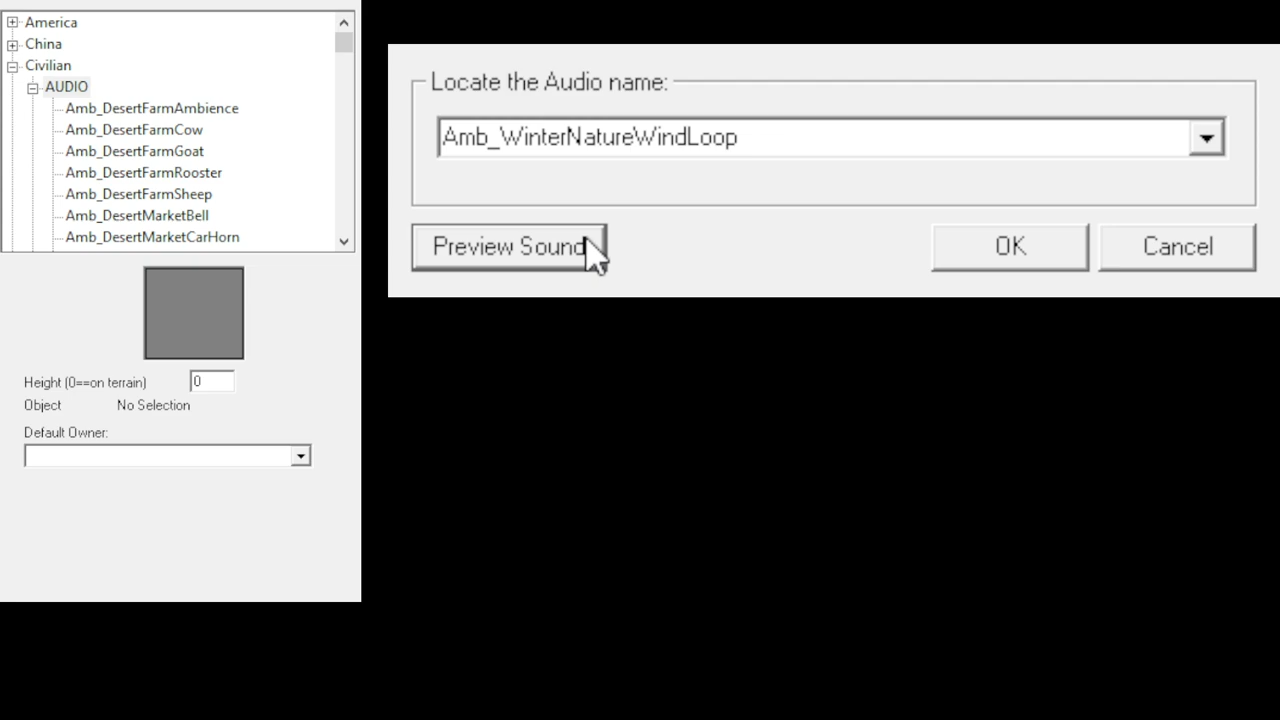 America
China
Civilian
AUDIO
Amb_DesertFarmAmbience
Amb_DesertFarmCow
Amb_DesertFarmGoat
Amb_DesertFarmRooster
Amb_DesertFarmSheep
Amb_DesertMarketBell
Amb_DesertMarketCarHorn
Height (0==on terrain) 0
Object No Selection
Default Owner:
Locate the Audio name:
Amb_WinterNatureWindLoop
Preview Sound OK Cancel